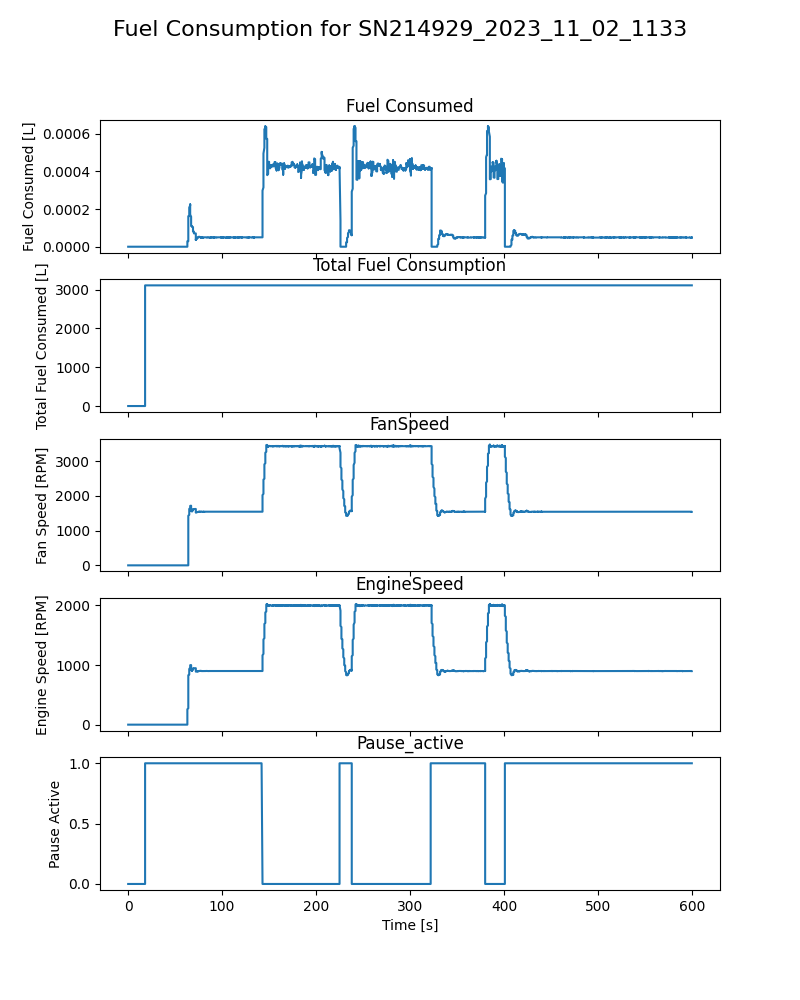 Fuel Consumption for SN214929_2023_11_02_1133
Fuel Consumed
Fuel Consumed [L]
0.0006
0.0004
0.0002
0.0000
Total Fuel Consumption
Total Fuel Consumed [L]
3000
2000
1000
0
FanSpeed
Fan Speed [RPM]
3000
2000
1000
0
EngineSpeed
Engine Speed [RPM]
2000
1000
0
Pause_active
Pause Active
1.0
0.5
0.0
0 100 200 300 400 500 600
Time [s]